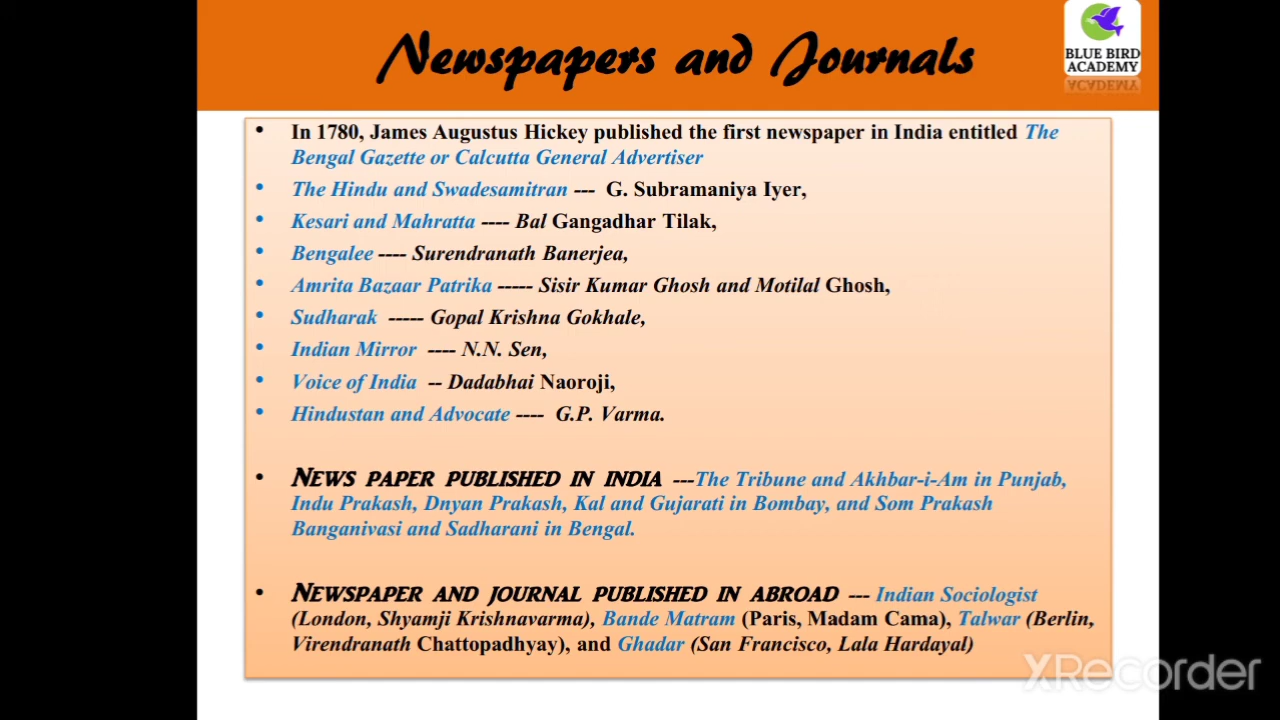 Newspapers and Journals
BLUE BIRD
ACADEMY
• In 1780, James Augustus Hickey published the first newspaper in India entitled The
Bengal Gazette or Calcutta General Advertiser
• The Hindu and Swadesamitran --- G. Subramaniya Iyer,
• Kesari and Mahratta ---- Bal Gangadhar Tilak,
• Bengalee ---- Surendranath Banerjea,
• Amrita Bazaar Patrika ----- Sisir Kumar Ghosh and Motilal Ghosh,
• Sudharak ----- Gopal Krishna Gokhale,
• Indian Mirror ---- N.N. Sen,
• Voice of India -- Dadabhai Naoroji,
• Hindustan and Advocate ---- G.P. Varma.
• NEWS PAPER PUBLISHED IN INDIA ---The Tribune and Akhbar-i-Am in Punjab,
Indu Prakash, Dnyan Prakash, Kal and Gujarati in Bombay, and Som Prakash
Banganivasi and Sadharani in Bengal.
• NEWSPAPER AND JOURNAL PUBLISHED IN ABROAD --- Indian Sociologist
(London, Shyamji Krishnavarma), Bande Matram (Paris, Madam Cama), Talwar (Berlin,
Virendranath Chattopadhyay), and Ghadar (San Francisco, Lala Hardayal)
XRecorder